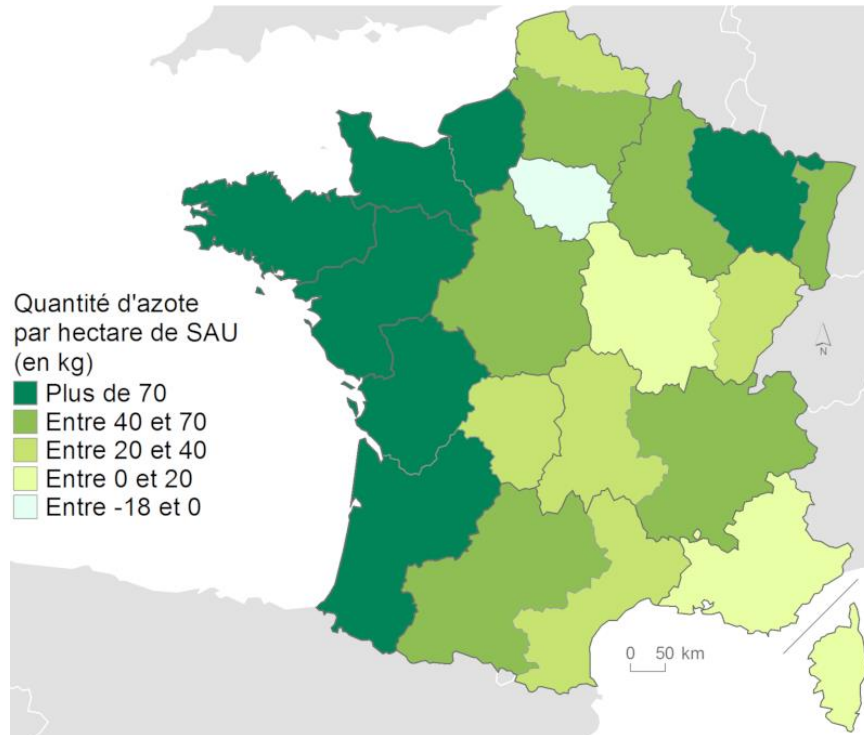 Quantité d'azote
par hectare de SAU
(en kg)
Plus de 70
Entre 40 et 70
Entre 20 et 40
Entre 0 et 20
Entre -18 et 0
N
0 50 km